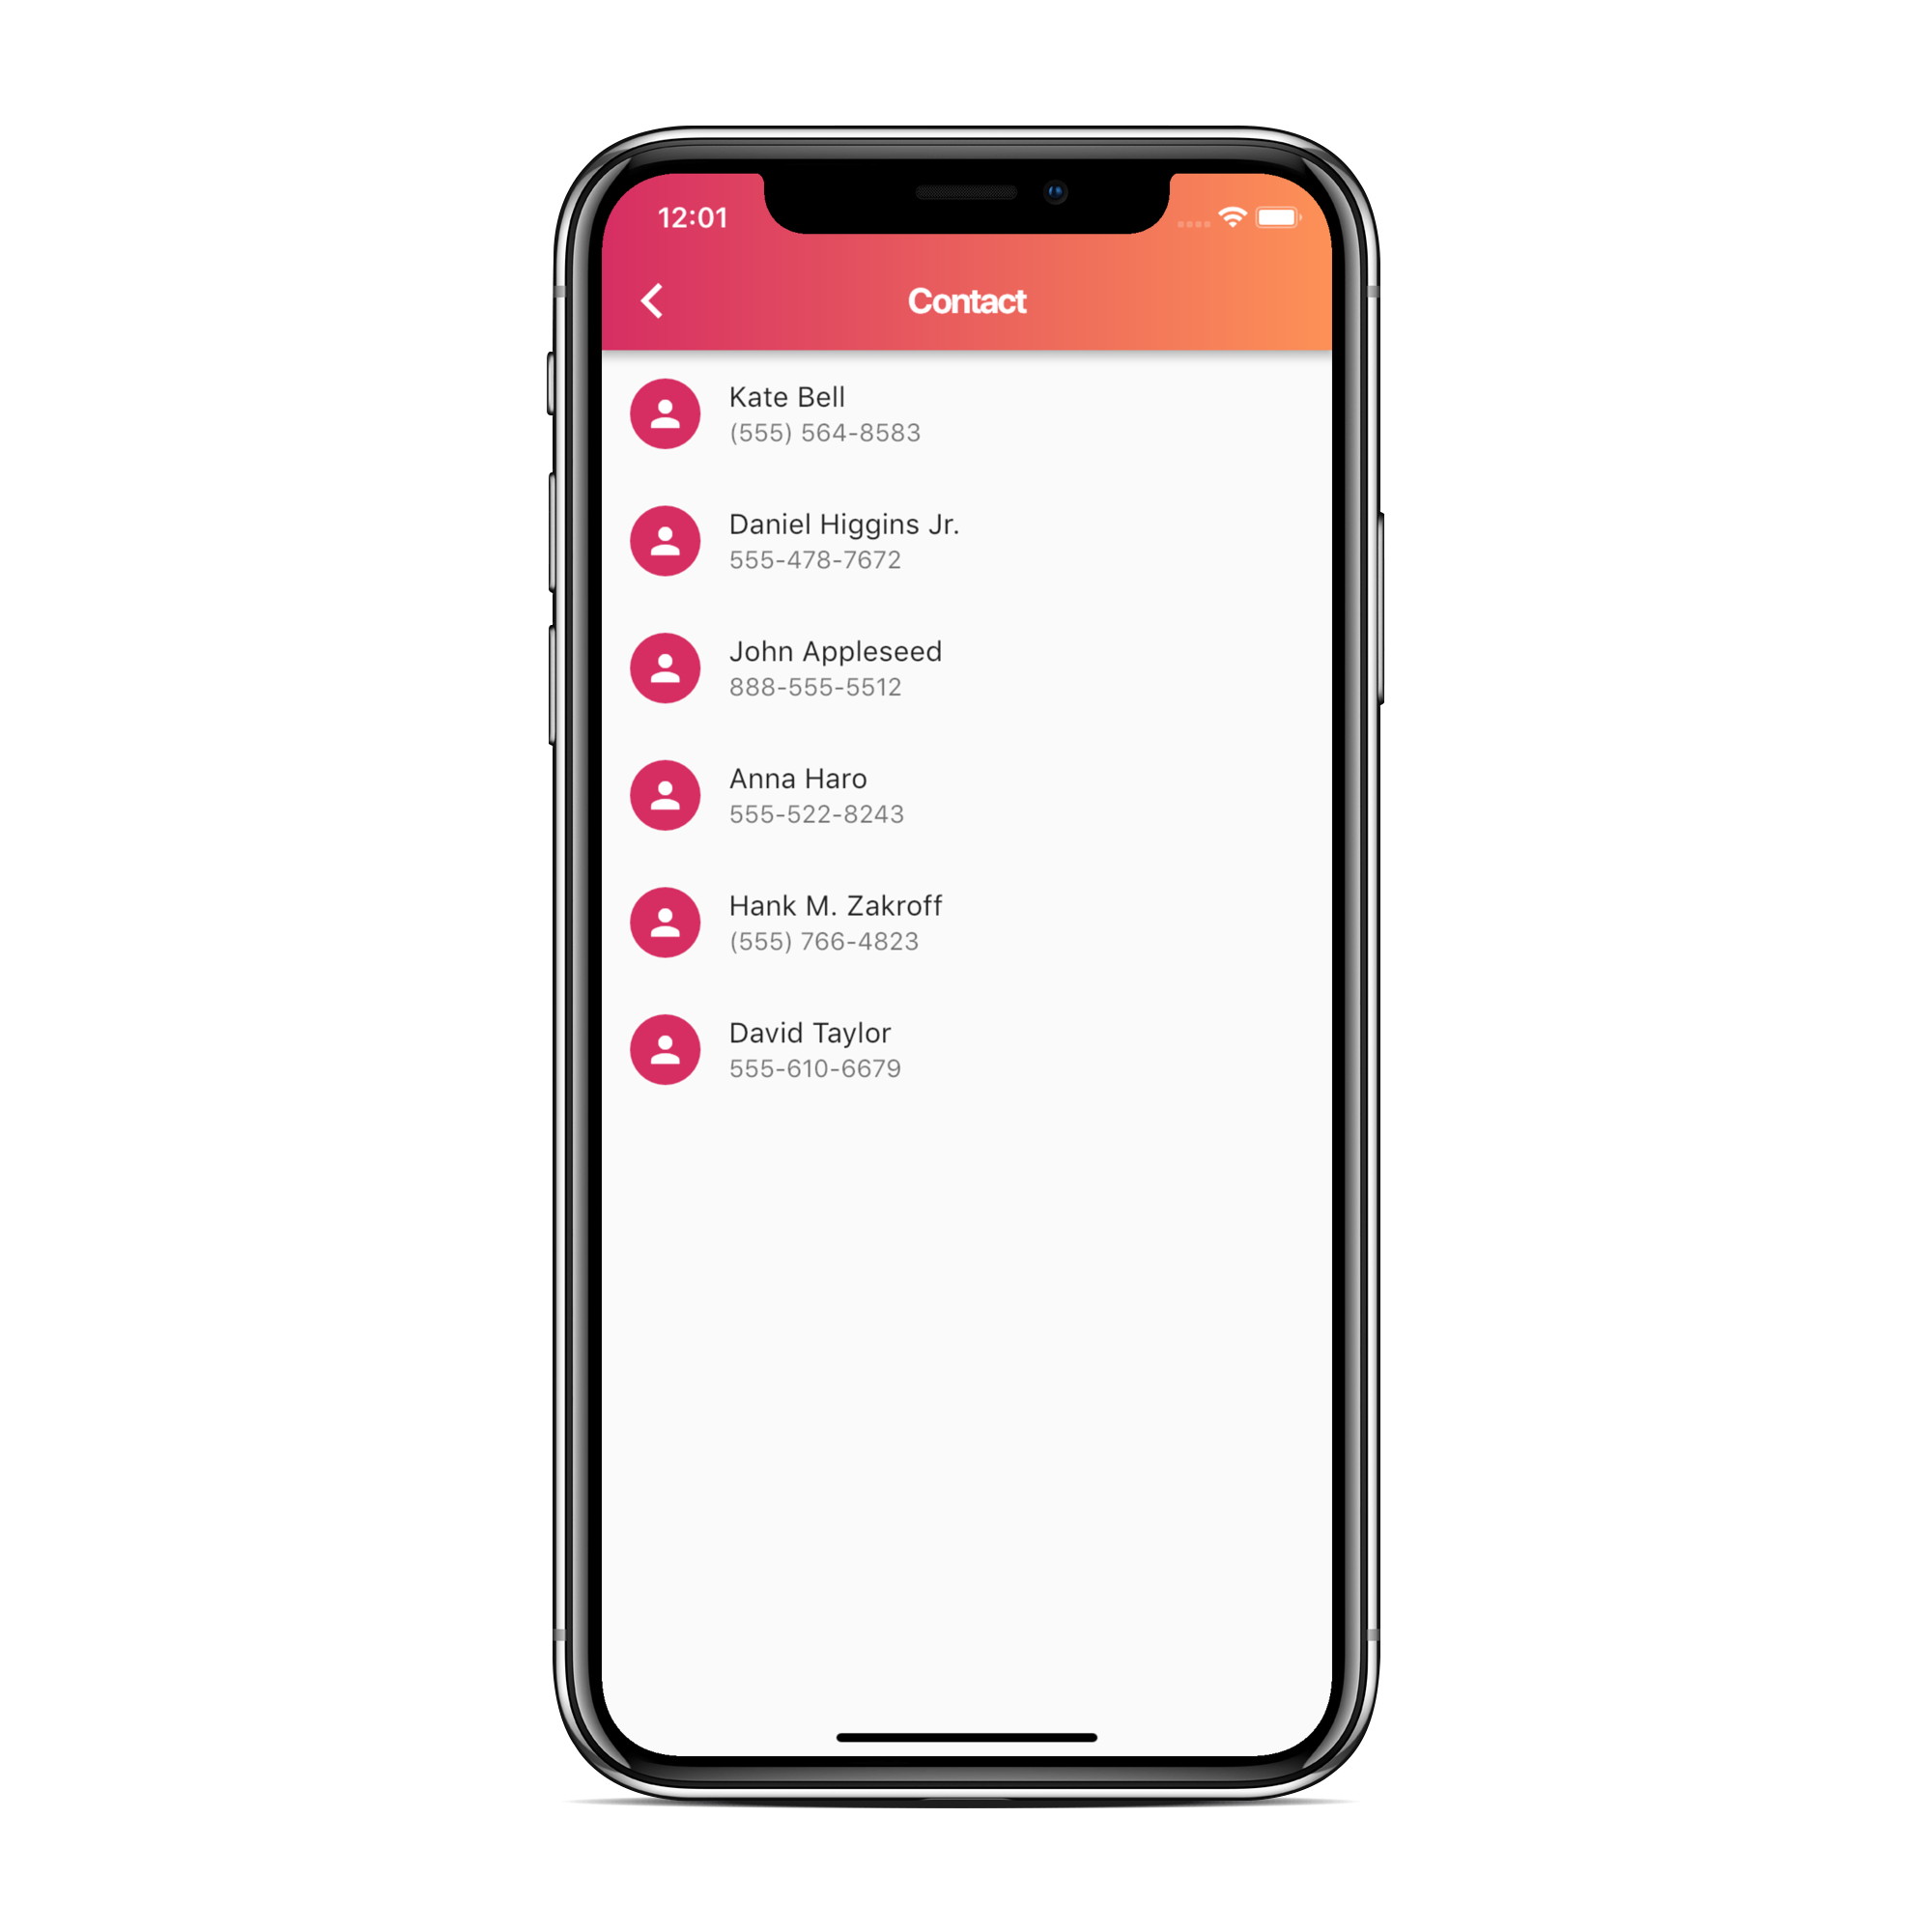 12:01
Contact
Kate Bell
(555) 564-8583
Daniel Higgins Jr.
555-478-7672
John Appleseed
888-555-5512
Anna Haro
555-522-8243
Hank M. Zakroff
(555) 766-4823
David Taylor
555-610-6679